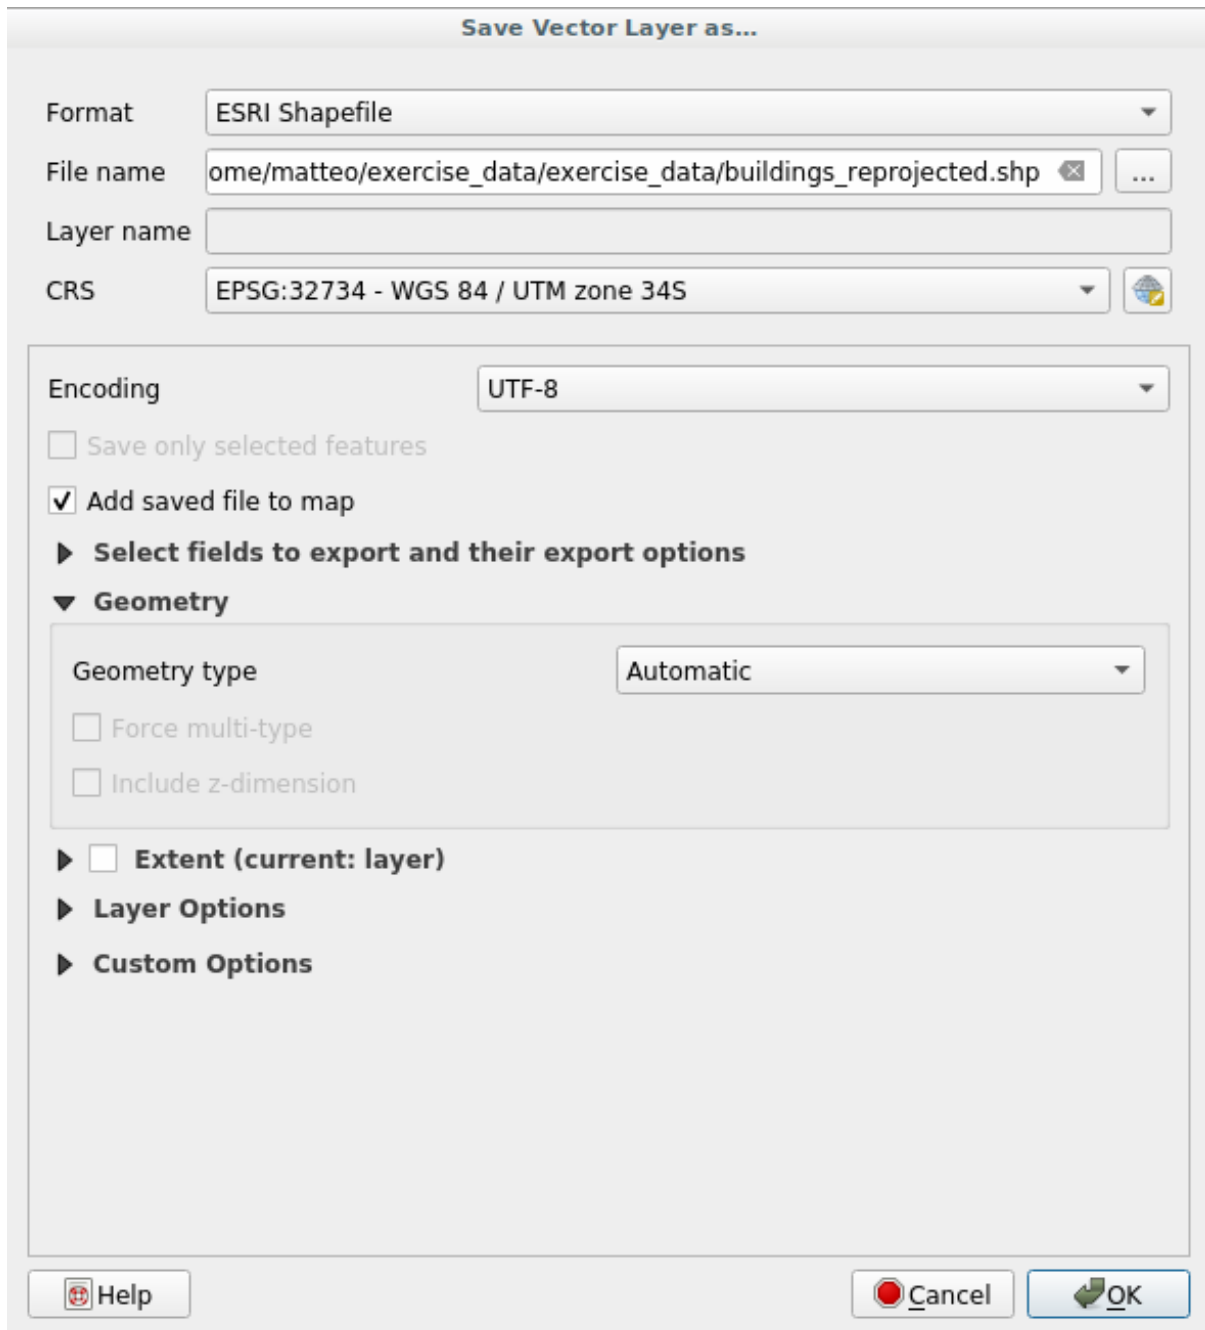 Save Vector Layer as...
Format ESRI Shapefile
File name ome/matteo/exercise_data/exercise_data/buildings_reprojected.shp ...
Layer name
CRS EPSG:32734 - WGS 84 / UTM zone 34S
Encoding UTF-8
Save only selected features
Add saved file to map
Select fields to export and their export options
Geometry
Geometry type Automatic
Force multi-type
Include z-dimension
Extent (current: layer)
Layer Options
Custom Options
Help Cancel OK